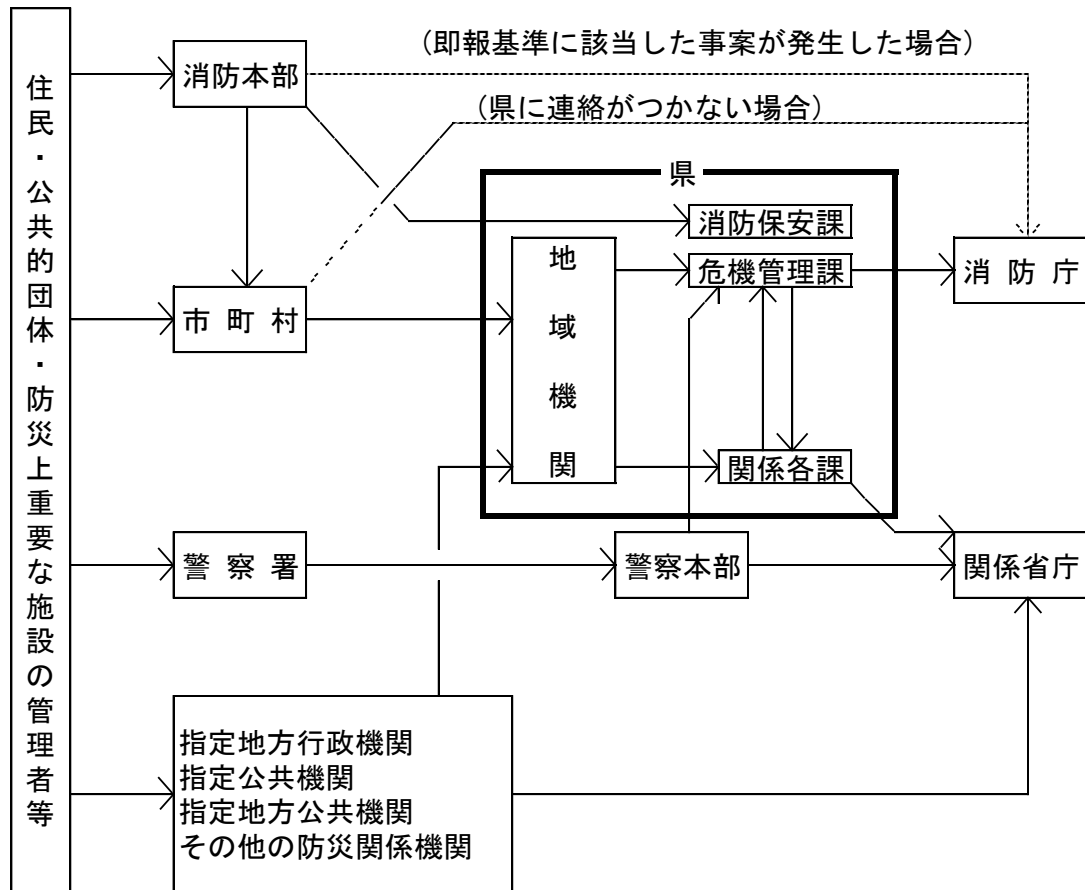 住民・公共的団体・防災上重要な施設の管理者等
(即報基準に該当した事案が発生した場合)
消防本部
(県に連絡がつかない場合)
県
消防保安課
地域機関
危機管理課
消防庁
市町村
関係各課
警察署
警察本部
関係省庁
指定地方行政機関
指定公共機関
指定地方公共機関
その他の防災関係機関